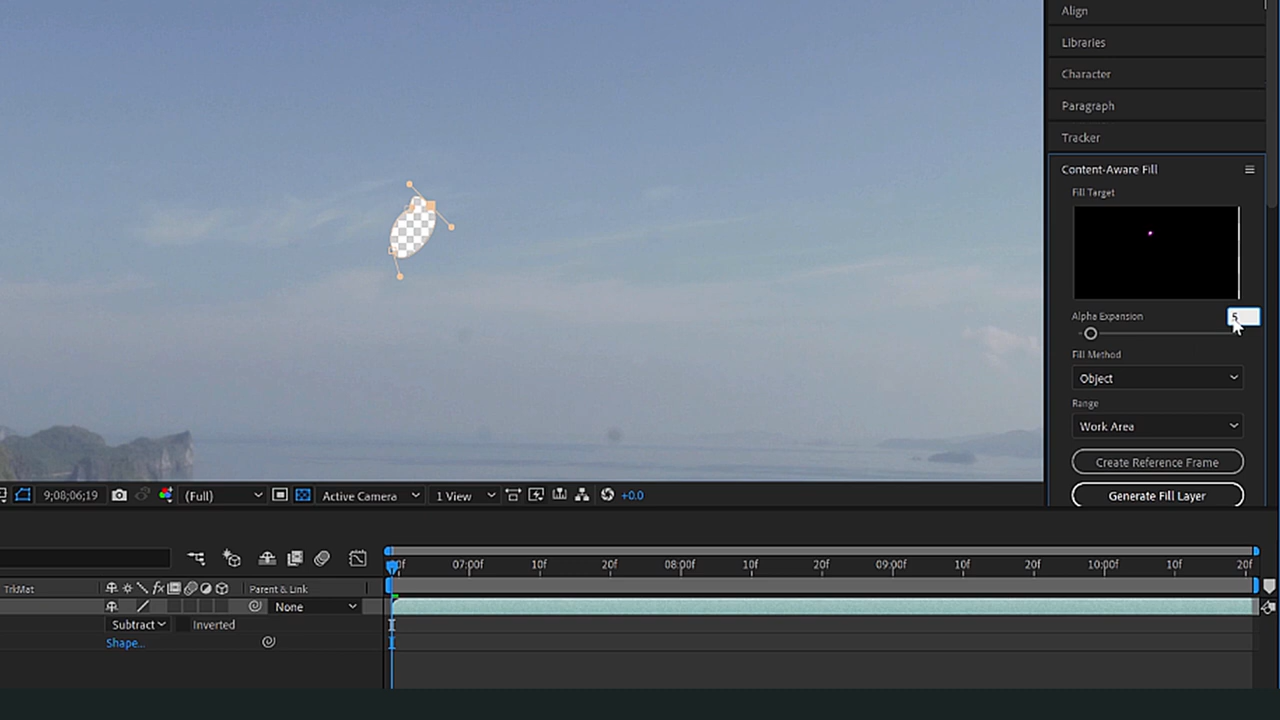 Align
Libraries
Character
Paragraph
Tracker
Content-Aware Fill
Fill Target
Alpha Expansion
5
Fill Method
Object
Range
Work Area
Create Reference Frame
Generate Fill Layer
9;08;06;19 (Full) Active Camera 1 View +0.0
00f 07:00f 10f 20f 08:00f 10f 20f 09:00f 10f 20f 10:00f 10f 20f
TrkMat fx Parent & Link
None
Subtract Inverted
Shape...